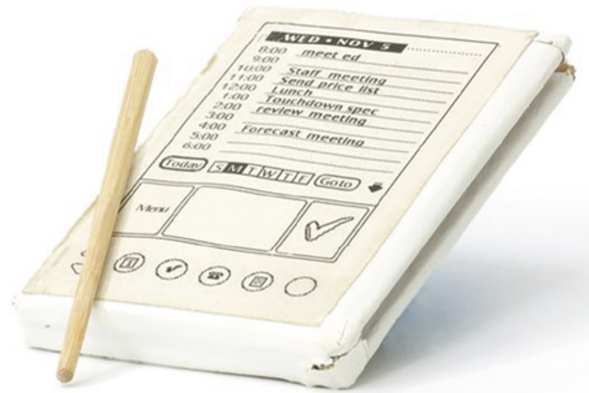 WED • NOV 5
8:00 meet ed
9:00
10:00 Staff meeting
11:00 Send price list
12:00 Lunch
1:00 Touchdown spec
2:00 review meeting
3:00
4:00 Forecast meeting
5:00
6:00
Today S M T W T F Goto
Menu